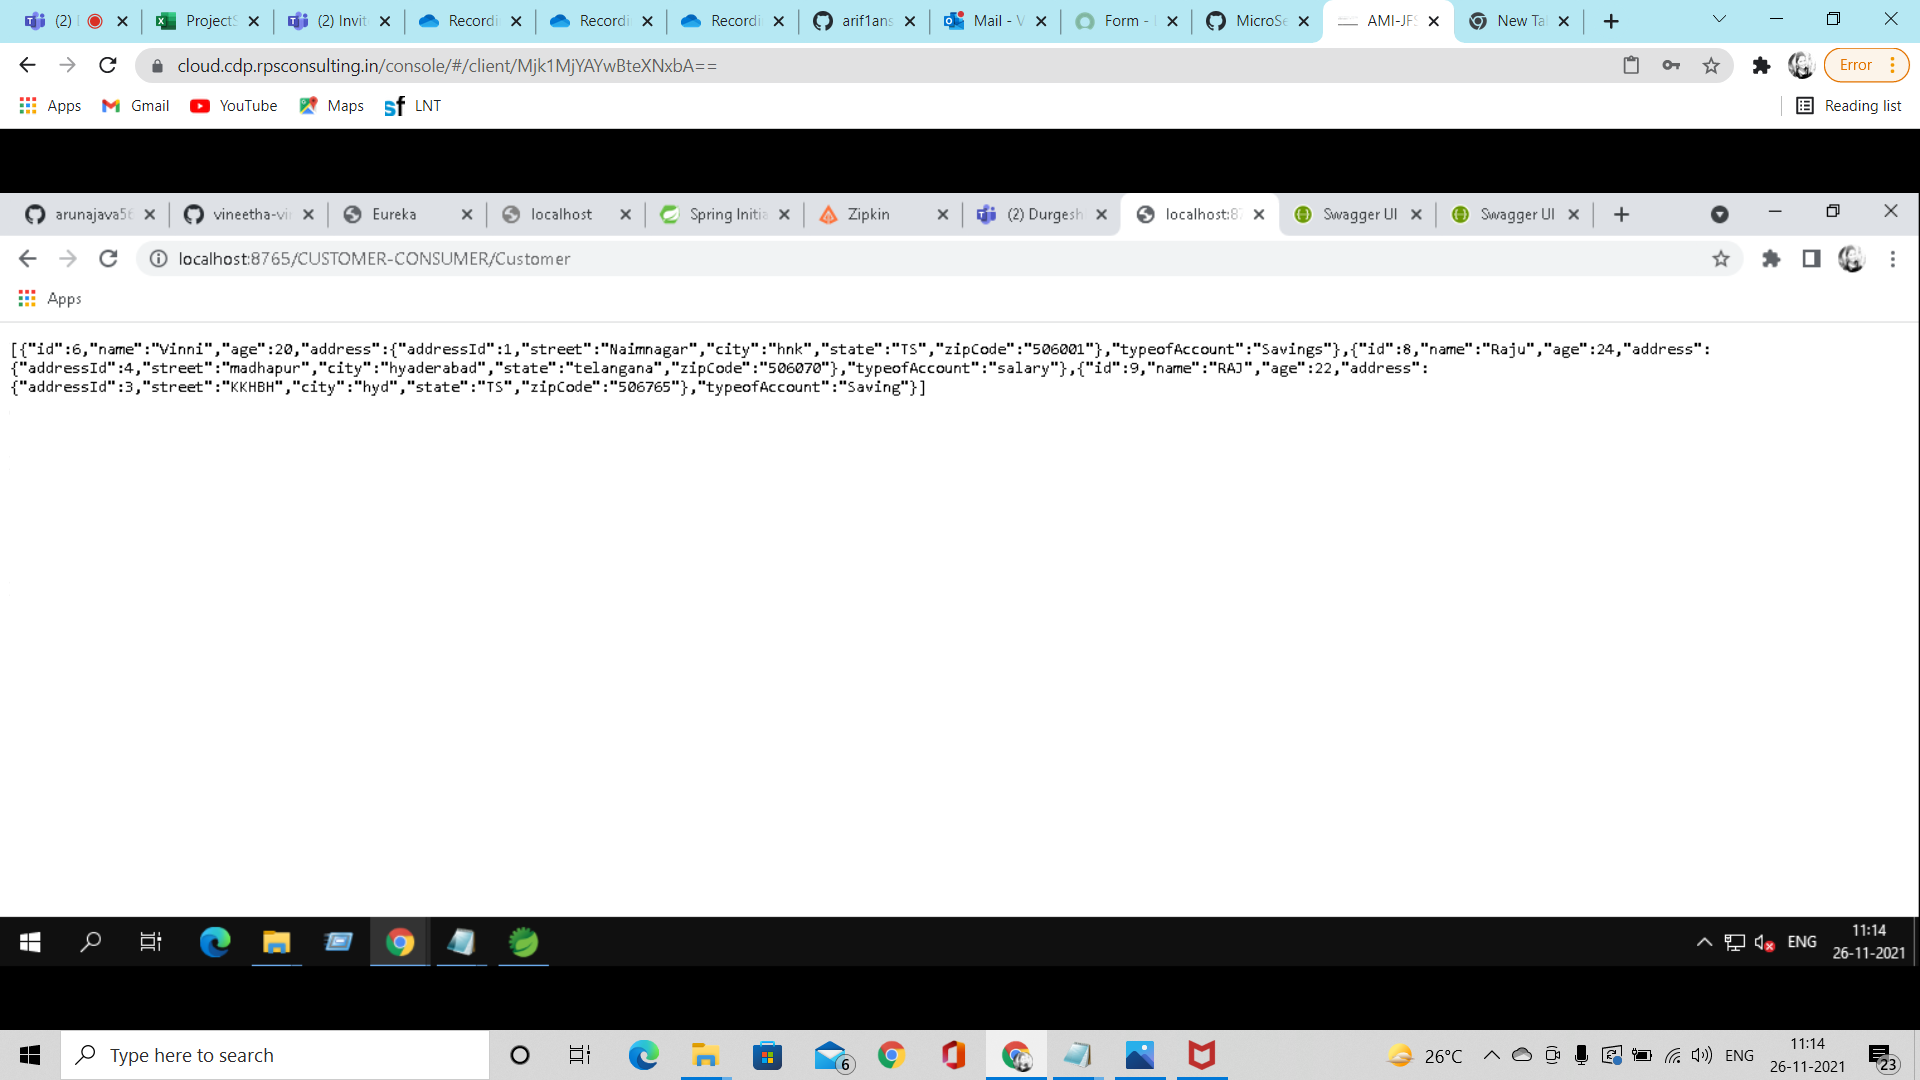 (2)
ProjectS
(2) Invit
Recordi
Recordi
Recordi
arif1ans
Mail - V
Form -
MicroSe
AMI-JFS
New Ta
cloud.cdp.rpsconsulting.in/console/#/client/Mjk1MjYAYwBteXNxbA==
Error
Apps
Gmail
YouTube
Maps
sf LNT
Reading list
arunajava56
vineetha-vi
Eureka
localhost
Spring Initia
Zipkin
(2) Durgesh
localhost:87
Swagger UI
Swagger UI
localhost:8765/CUSTOMER-CONSUMER/Customer
Apps
[{"id":6,"name":"Vinni","age":20,"address":{"addressId":1,"street":"Naimnagar","city":"hnk","state":"TS","zipCode":"506001"},"typeofAccount":"Savings"},{"id":8,"name":"Raju","age":24,"address":
{"addressId":4,"street":"madhapur","city":"hyaderabad","state":"telangana","zipCode":"506070"},"typeofAccount":"salary"},{"id":9,"name":"RAJ","age":22,"address":
{"addressId":3,"street":"KKHBH","city":"hyd","state":"TS","zipCode":"506765"},"typeofAccount":"Saving"}]
ENG
11:14
26-11-2021
Type here to search
6
26°C
ENG
11:14
26-11-2021
23